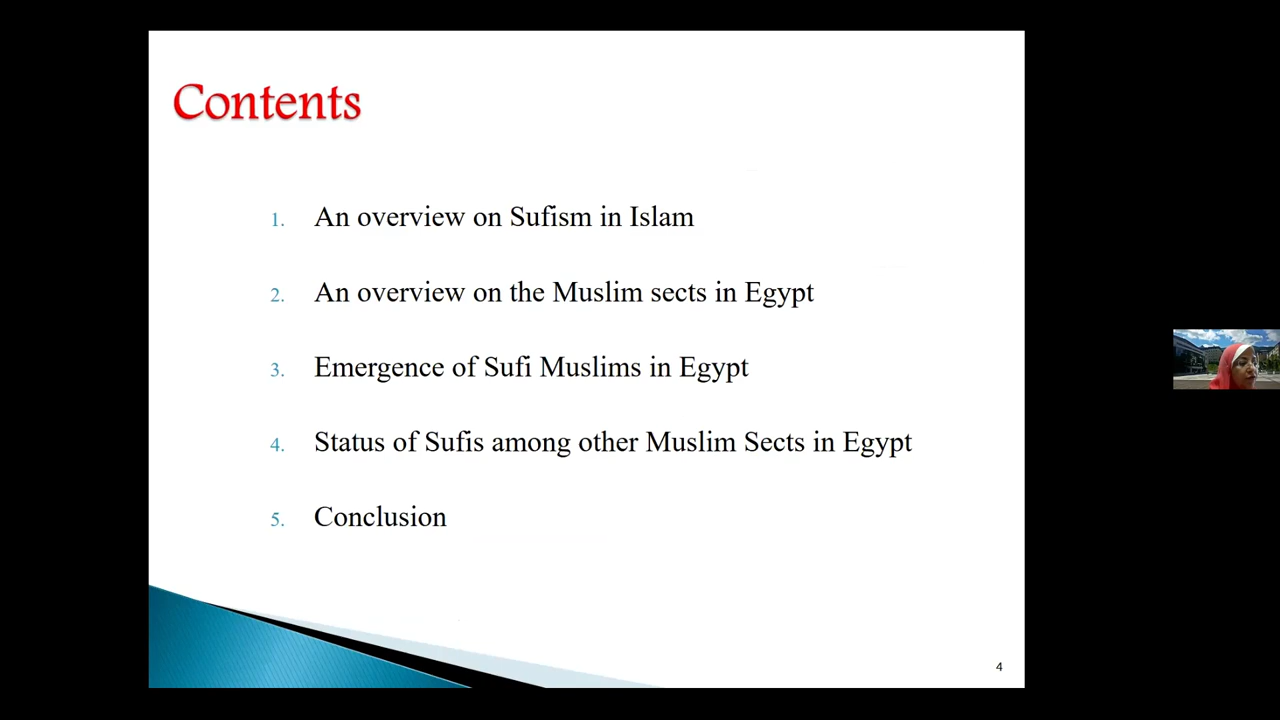 Contents
1. An overview on Sufism in Islam
2. An overview on the Muslim sects in Egypt
3. Emergence of Sufi Muslims in Egypt
4. Status of Sufis among other Muslim Sects in Egypt
5. Conclusion
4